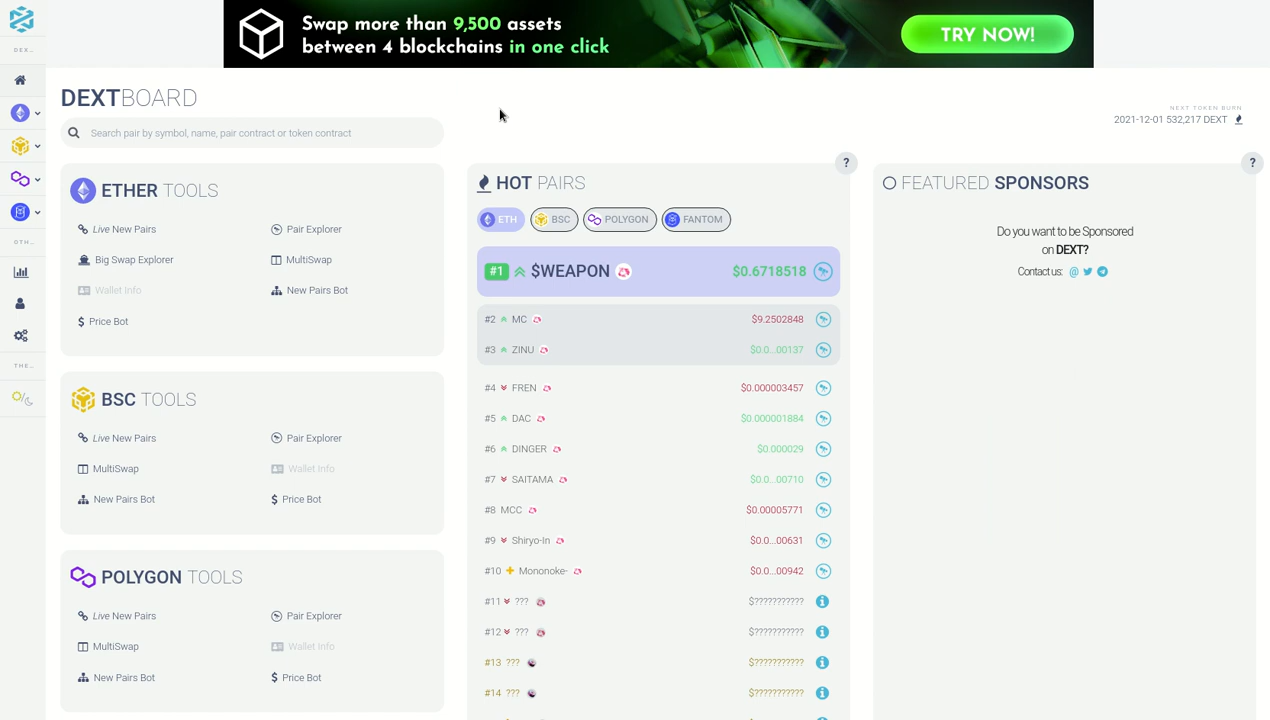 Swap more than 9,500 assets
between 4 blockchains in one click
TRY NOW!
DEX...
OTH...
THE...
DEXTBOARD
Search pair by symbol, name, pair contract or token contract
NEXT TOKEN BURN
2021-12-01 532,217 DEXT
ETHER TOOLS
Live New Pairs
Pair Explorer
Big Swap Explorer
MultiSwap
Wallet Info
New Pairs Bot
Price Bot
BSC TOOLS
Live New Pairs
Pair Explorer
MultiSwap
Wallet Info
New Pairs Bot
Price Bot
POLYGON TOOLS
Live New Pairs
Pair Explorer
MultiSwap
Wallet Info
New Pairs Bot
Price Bot
?
HOT PAIRS
ETH
BSC
POLYGON
FANTOM
#1 $WEAPON $0.6718518
#2 MC $9.2502848
#3 ZINU $0.0...00137
#4 FREN $0.000003457
#5 DAC $0.000001884
#6 DINGER $0.000029
#7 SAITAMA $0.0...00710
#8 MCC $0.00005771
#9 Shiryo-In $0.0...00631
#10 Mononoke- $0.0...00942
#11 ??? $???????????
#12 ??? $???????????
#13 ??? $???????????
#14 ??? $???????????
?
FEATURED SPONSORS
Do you want to be Sponsored
on DEXT?
Contact us: @